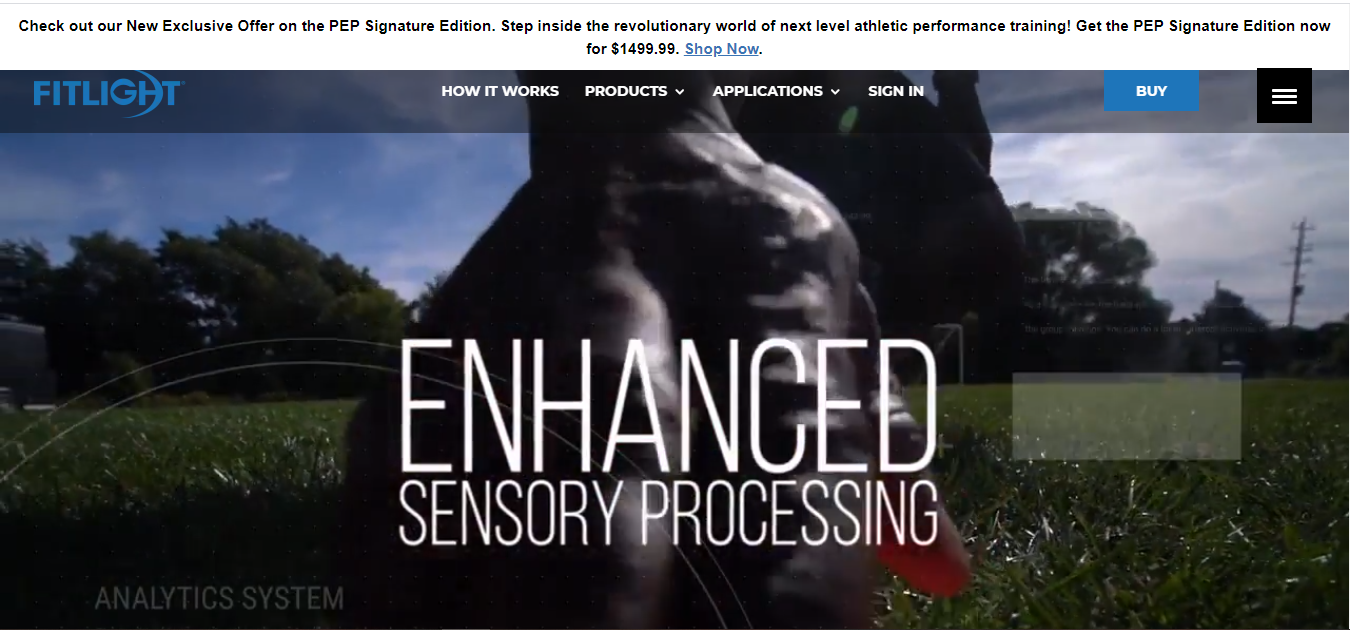 Check out our New Exclusive Offer on the PEP Signature Edition. Step inside the revolutionary world of next level athletic performance training! Get the PEP Signature Edition now
for $1499.99. Shop Now.
FITLIGHT
HOW IT WORKS
PRODUCTS
APPLICATIONS
SIGN IN
BUY
ENHANCED
SENSORY PROCESSING
ANALYTICS SYSTEM